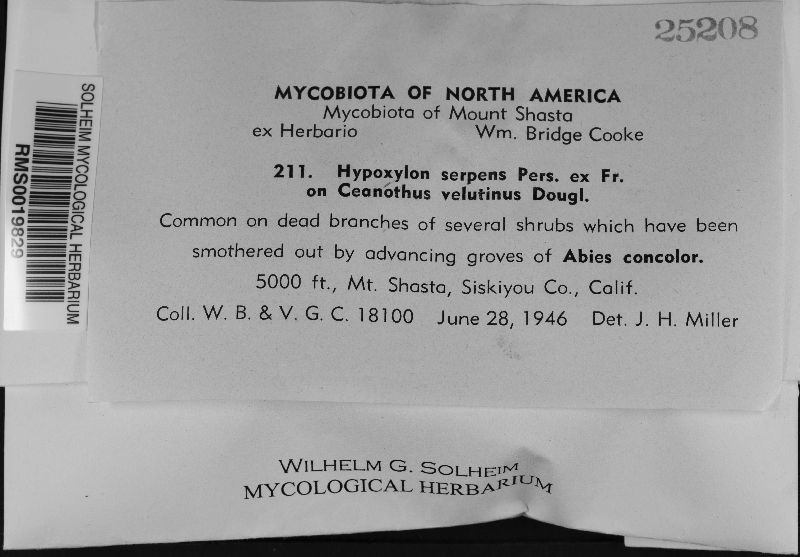 25208
MYCOBIOTA OF NORTH AMERICA
Mycobiota of Mount Shasta
ex Herbario Wm. Bridge Cooke
211. Hypoxylon serpens Pers. ex Fr.
on Ceanothus velutinus Dougl.
Common on dead branches of several shrubs which have been
smothered out by advancing groves of Abies concolor.
5000 ft., Mt. Shasta, Siskiyou Co., Calif.
Coll. W. B. & V. G. C. 18100 June 28, 1946 Det. J. H. Miller
SOLHEIM MYCOLOGICAL HERBARIUM
RMS0019829
WILHELM G. SOLHEIM
MYCOLOGICAL HERBARIUM